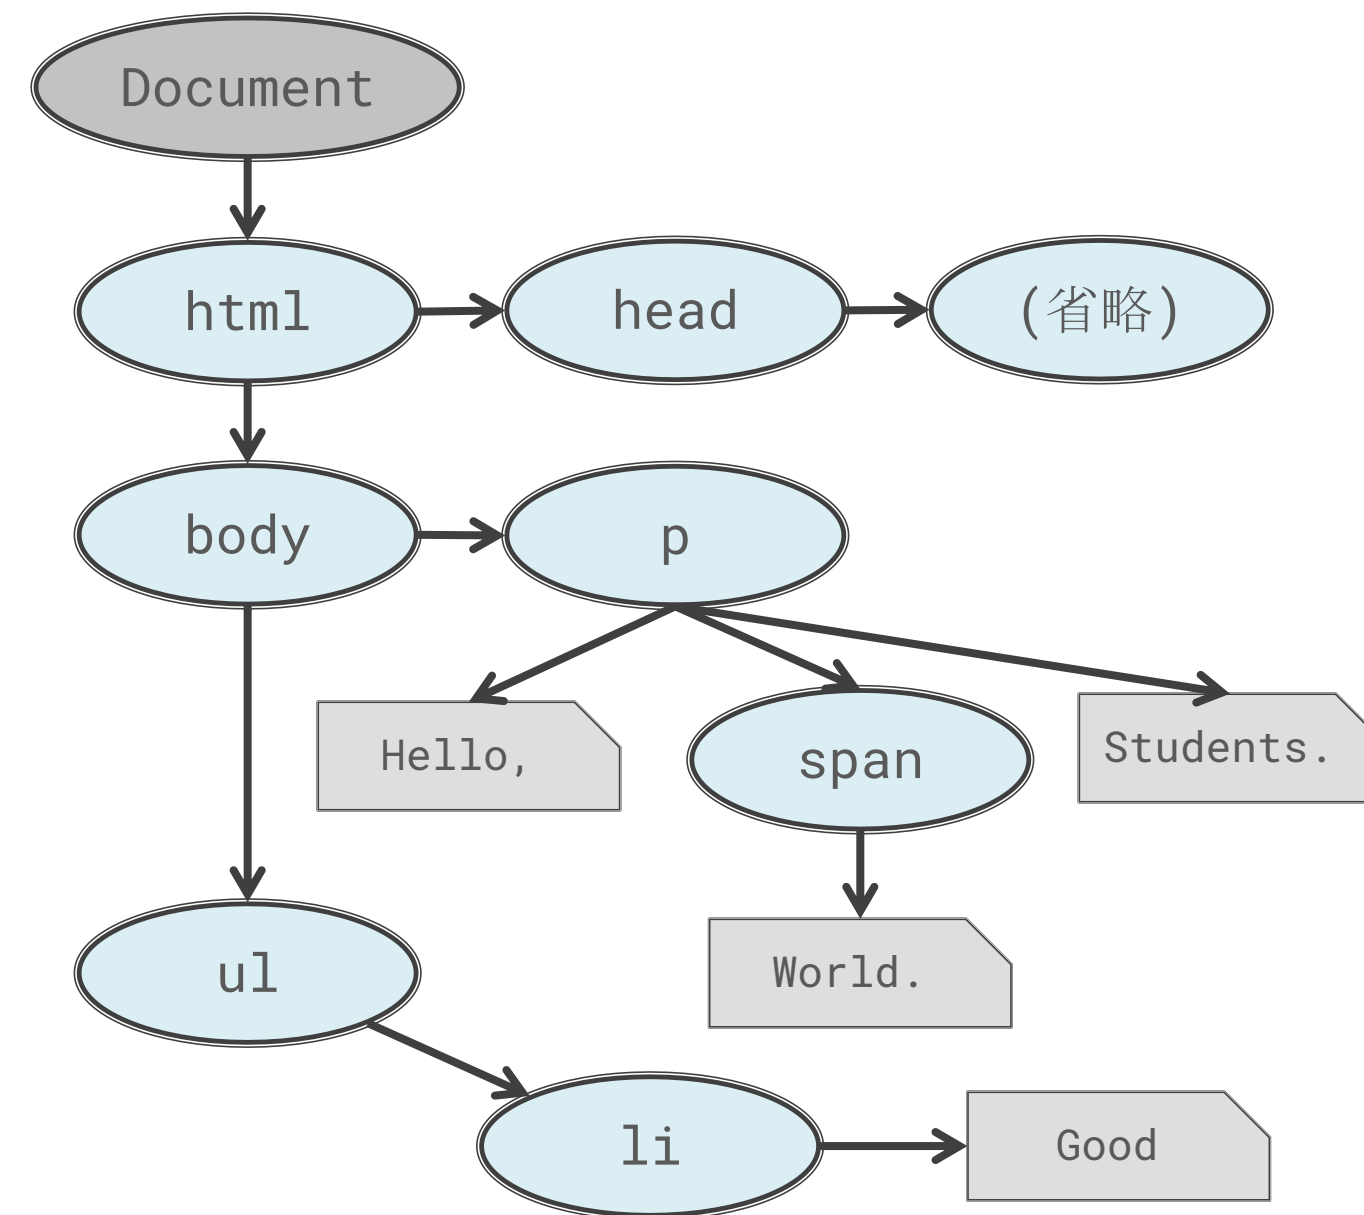 Document
html
head
(省略)
body
p
Hello,
span
Students.
ul
World.
li
Good